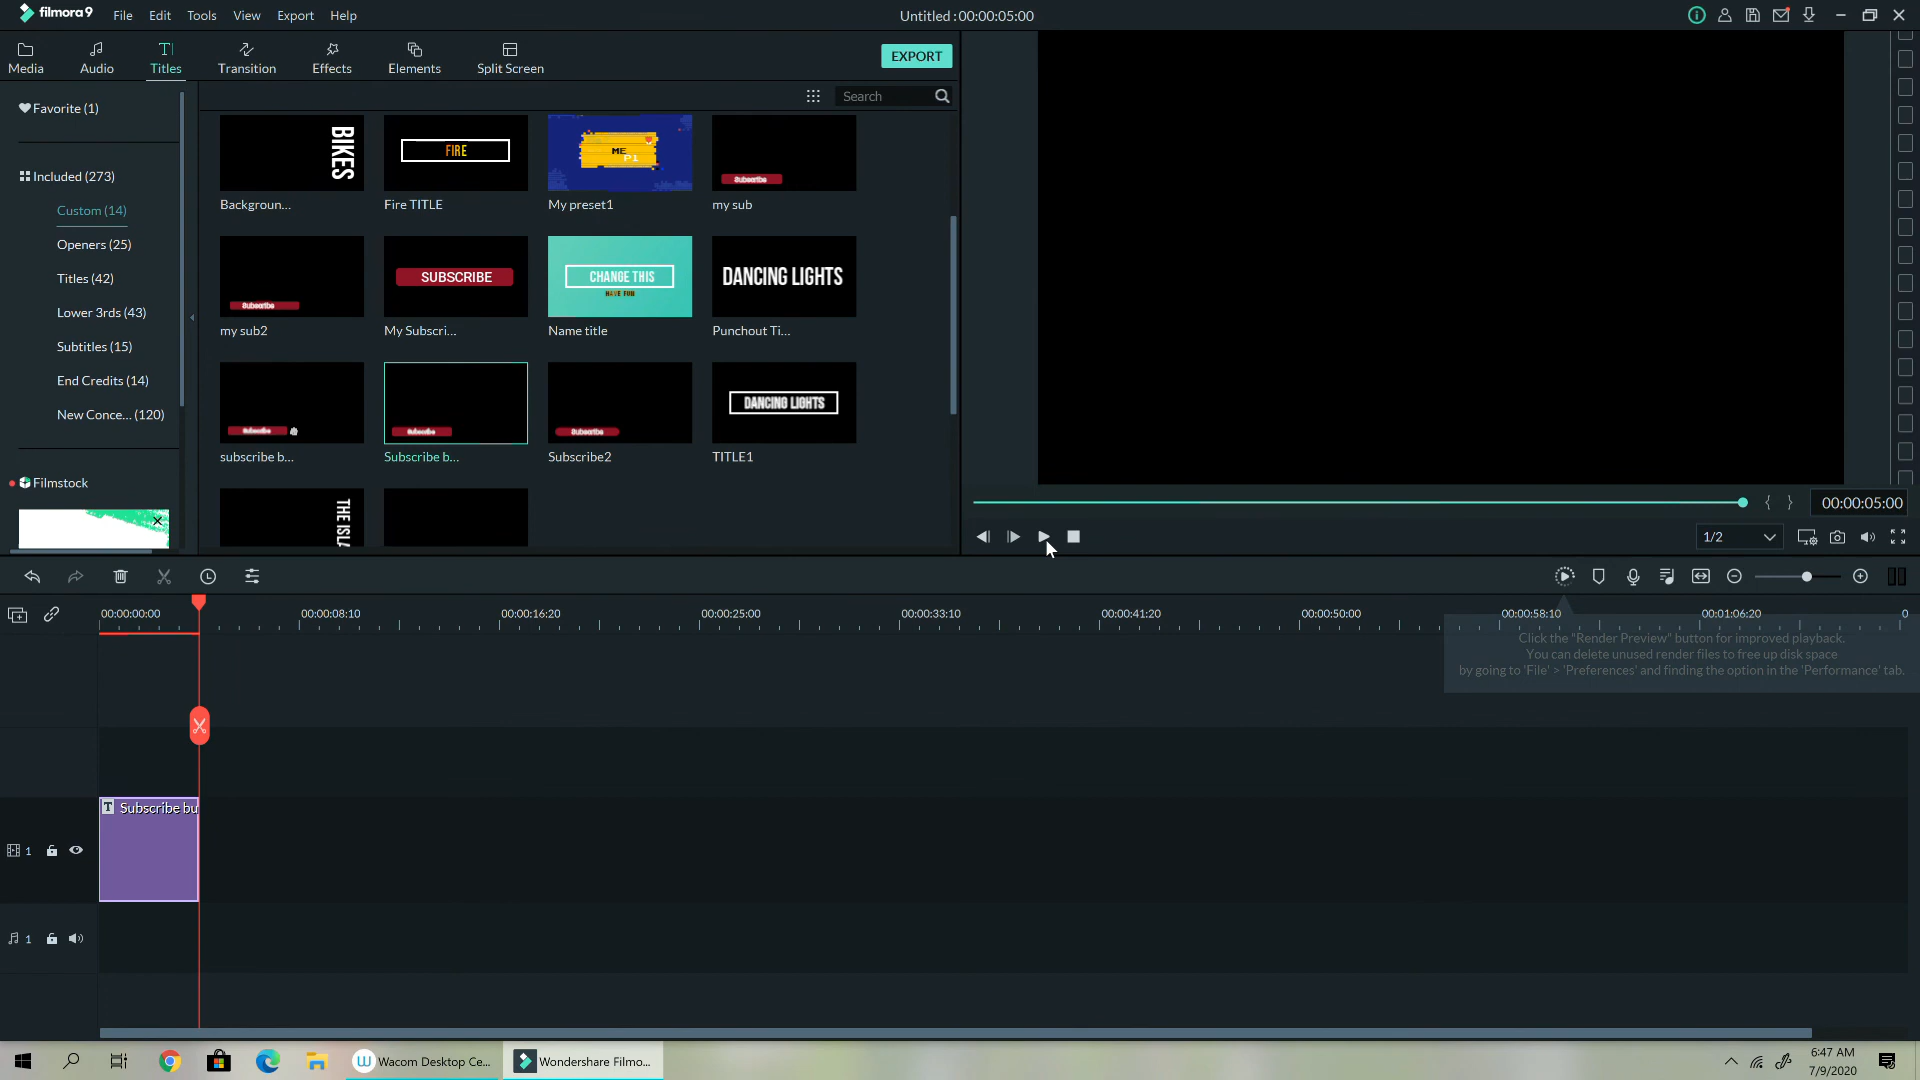 filmora9
File Edit Tools View Export Help
Untitled : 00:00:05:00
Media Audio Titles Transition Effects Elements Split Screen
EXPORT
Favorite (1)
Search
Included (273)
Custom (14)
Openers (25)
Titles (42)
Lower 3rds (43)
Subtitles (15)
End Credits (14)
New Conce... (120)
Filmstock
BIKES
FIRE
ME
P1
Subscribe
Backgroun... Fire TITLE My preset1 my sub
Subscribe
SUBSCRIBE
CHANGE THIS
HAVE FUN
DANCING LIGHTS
my sub2 My Subscri... Name title Punchout Ti...
Subscribe
Subscribe
Subscribe
DANCING LIGHTS
subscribe b... Subscribe b... Subscribe2 TITLE1
THE ISLA
00:00:05:00
1/2
00:00:00:00 00:00:08:10 00:00:16:20 00:00:25:00 00:00:33:10 00:00:41:20 00:00:50:00 00:00:58:10 00:01:06:20 0
Click the "Render Preview" button for improved playback.
You can delete unused render files to free up disk space
by going to 'File' > 'Preferences' and finding the option in the 'Performance' tab.
T Subscribe bu
1
1
W Wacom Desktop Ce...
Wondershare Filmo...
6:47 AM
7/9/2020